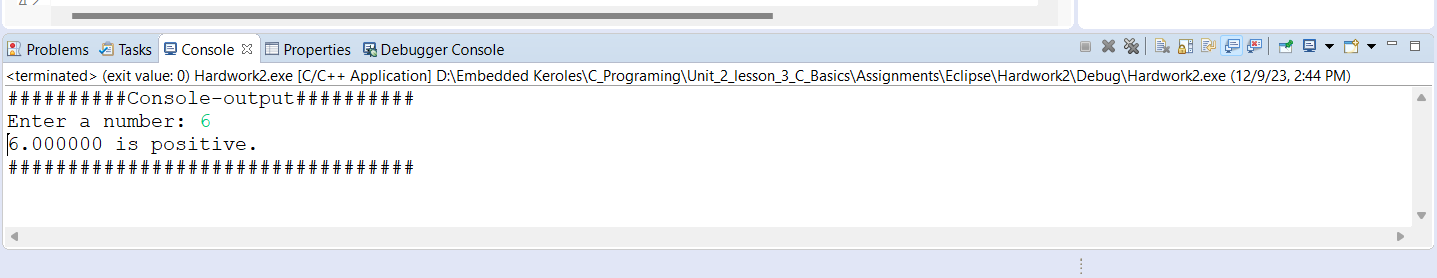 Problems Tasks Console Properties Debugger Console
<terminated> (exit value: 0) Hardwork2.exe [C/C++ Application] D:\Embedded Keroles\C_Programing\Unit_2_lesson_3_C_Basics\Assignments\Eclipse\Hardwork2\Debug\Hardwork2.exe (12/9/23, 2:44 PM)
##########Console-output##########
Enter a number: 6
6.000000 is positive.
##################################